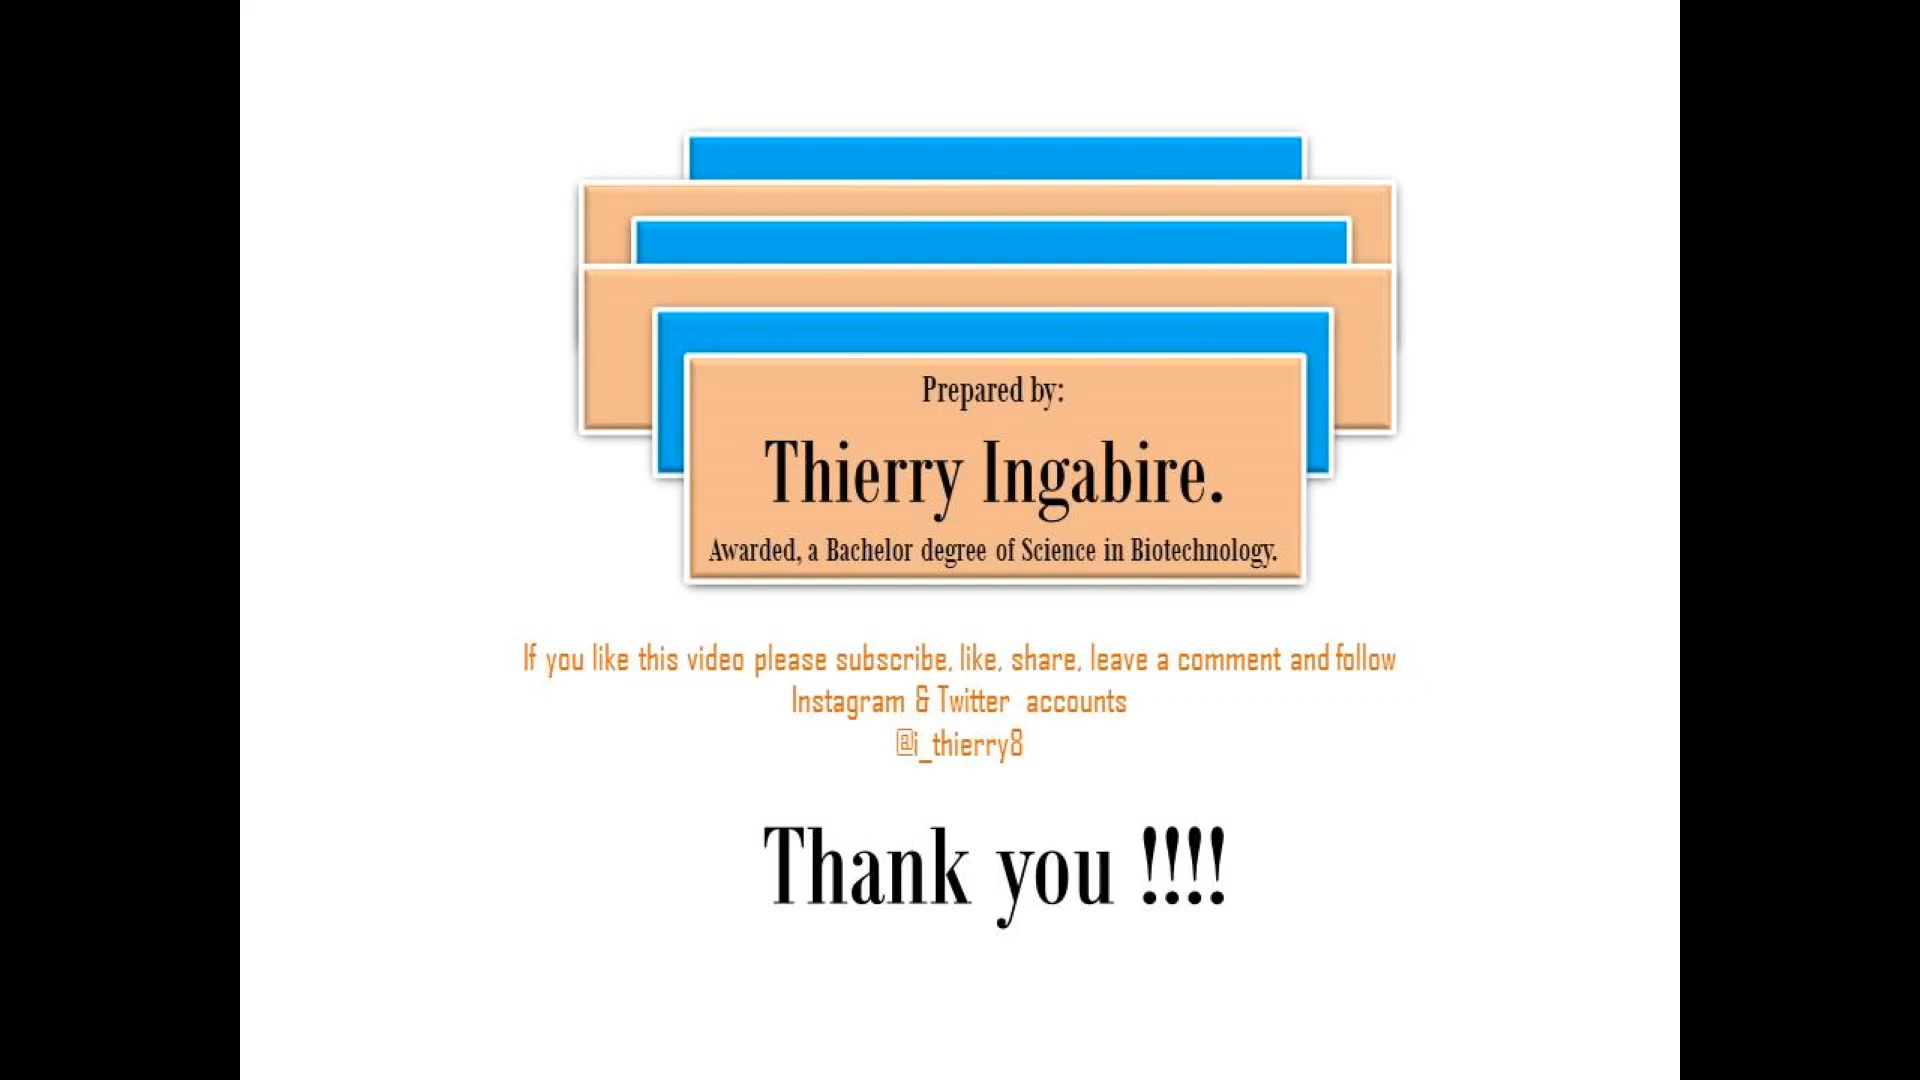 Prepared by:
Thierry Ingabire.
Awarded, a Bachelor degree of Science in Biotechnology.
If you like this video please subscribe, like, share, leave a comment and follow
Instagram & Twitter accounts
@i_thierry8
Thank you !!!!